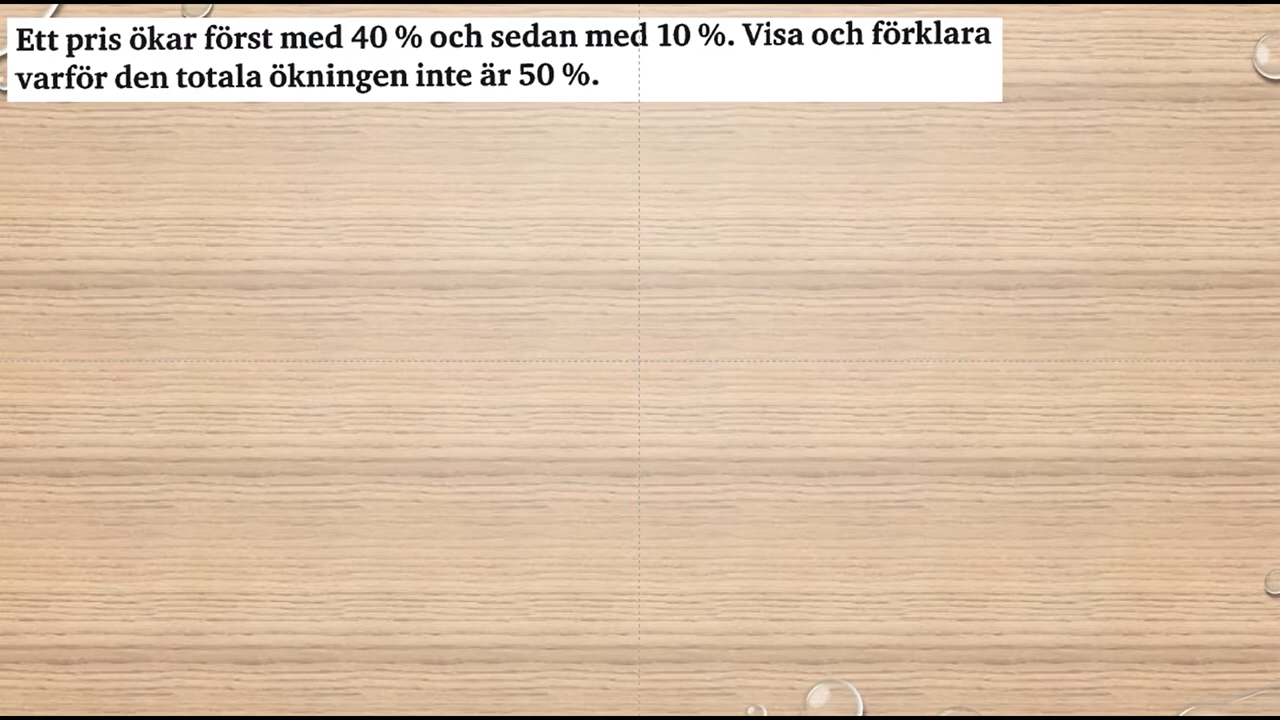 Ett pris ökar först med 40 % och sedan med 10 %. Visa och förklara
varför den totala ökningen inte är 50 %.